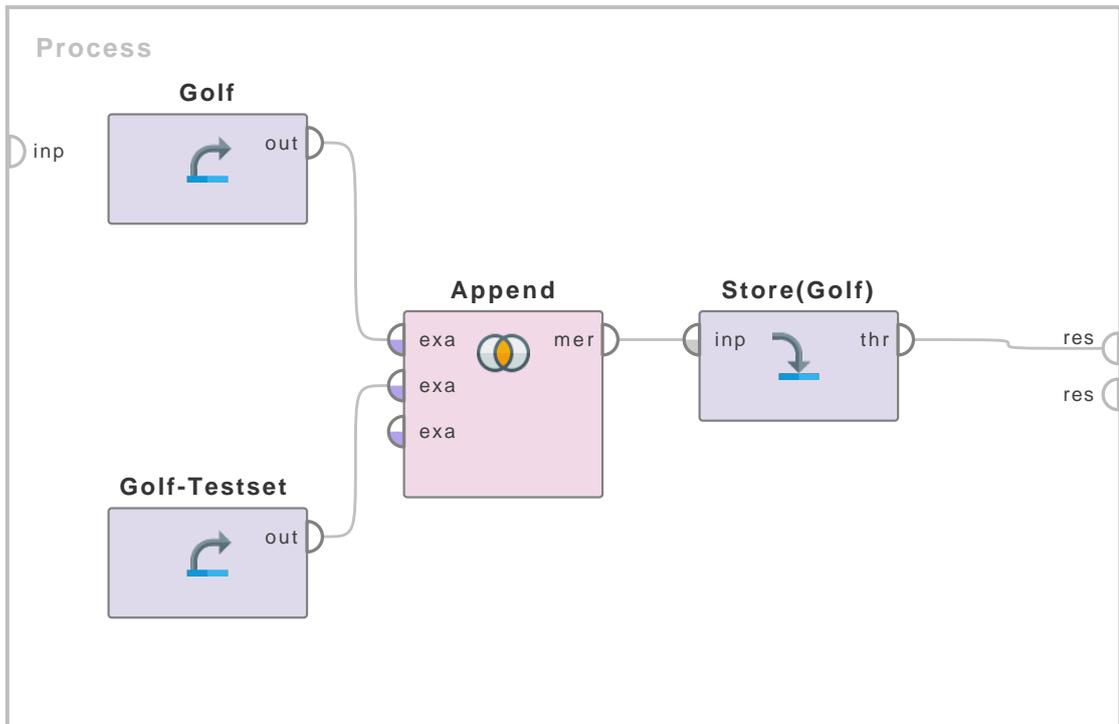 Process
Golf
inp
out
Append
Store(Golf)
exa
mer
inp
thr
res
exa
res
exa
Golf-Testset
out